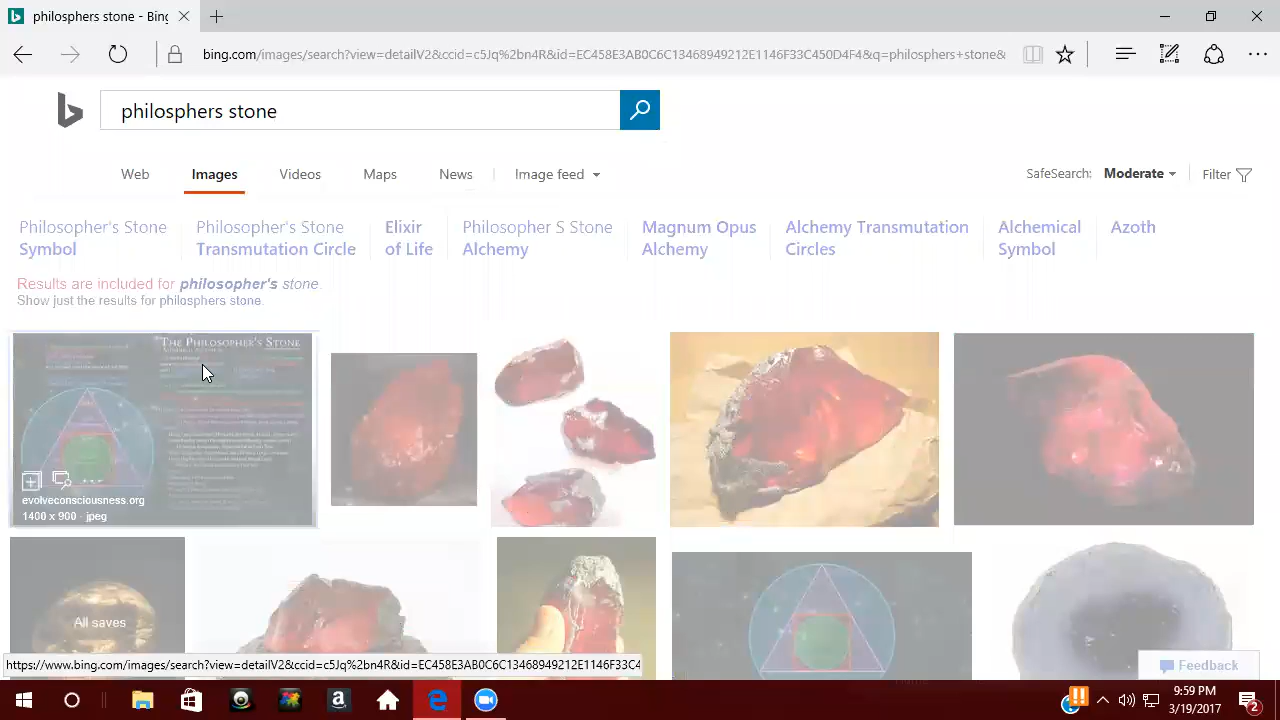 philosphers stone - Bing
bing.com/images/search?view=detailV2&ccid=c5Jq%2bn4R&id=EC458E3AB0C6C13468949212E1146F33C450D4F4&q=philosphers+stone&
philosphers stone
Web
Images
Videos
Maps
News
Image feed
SafeSearch: Moderate
Filter
Philosopher's Stone
Symbol
Philosopher's Stone
Transmutation Circle
Elixir
of Life
Philosopher S Stone
Alchemy
Magnum Opus
Alchemy
Alchemy Transmutation
Circles
Alchemical
Symbol
Azoth
Results are included for philosopher's stone.
Show just the results for philosphers stone.
The Philosopher's Stone
evolveconsciousness.org
1400 x 900 - jpeg
All saves
https://www.bing.com/images/search?view=detailV2&ccid=c5Jq%2bn4R&id=EC458E3AB0C6C13468949212E1146F33C4
Feedback
9:59 PM
3/19/2017
2